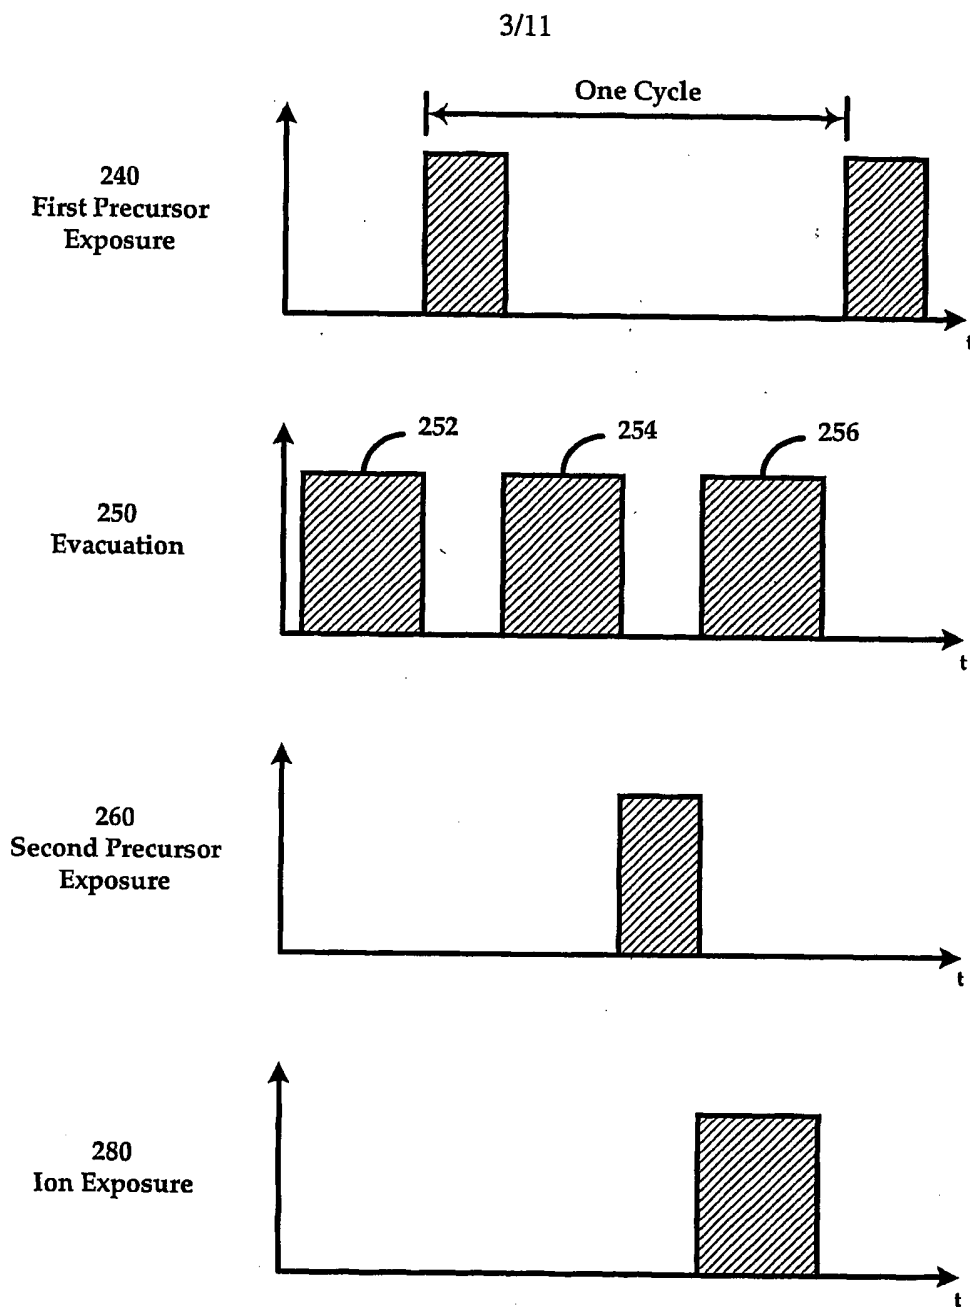 3/11
One Cycle
240
First Precursor
Exposure
t
252
254
256
250
Evacuation
t
260
Second Precursor
Exposure
t
280
Ion Exposure
t